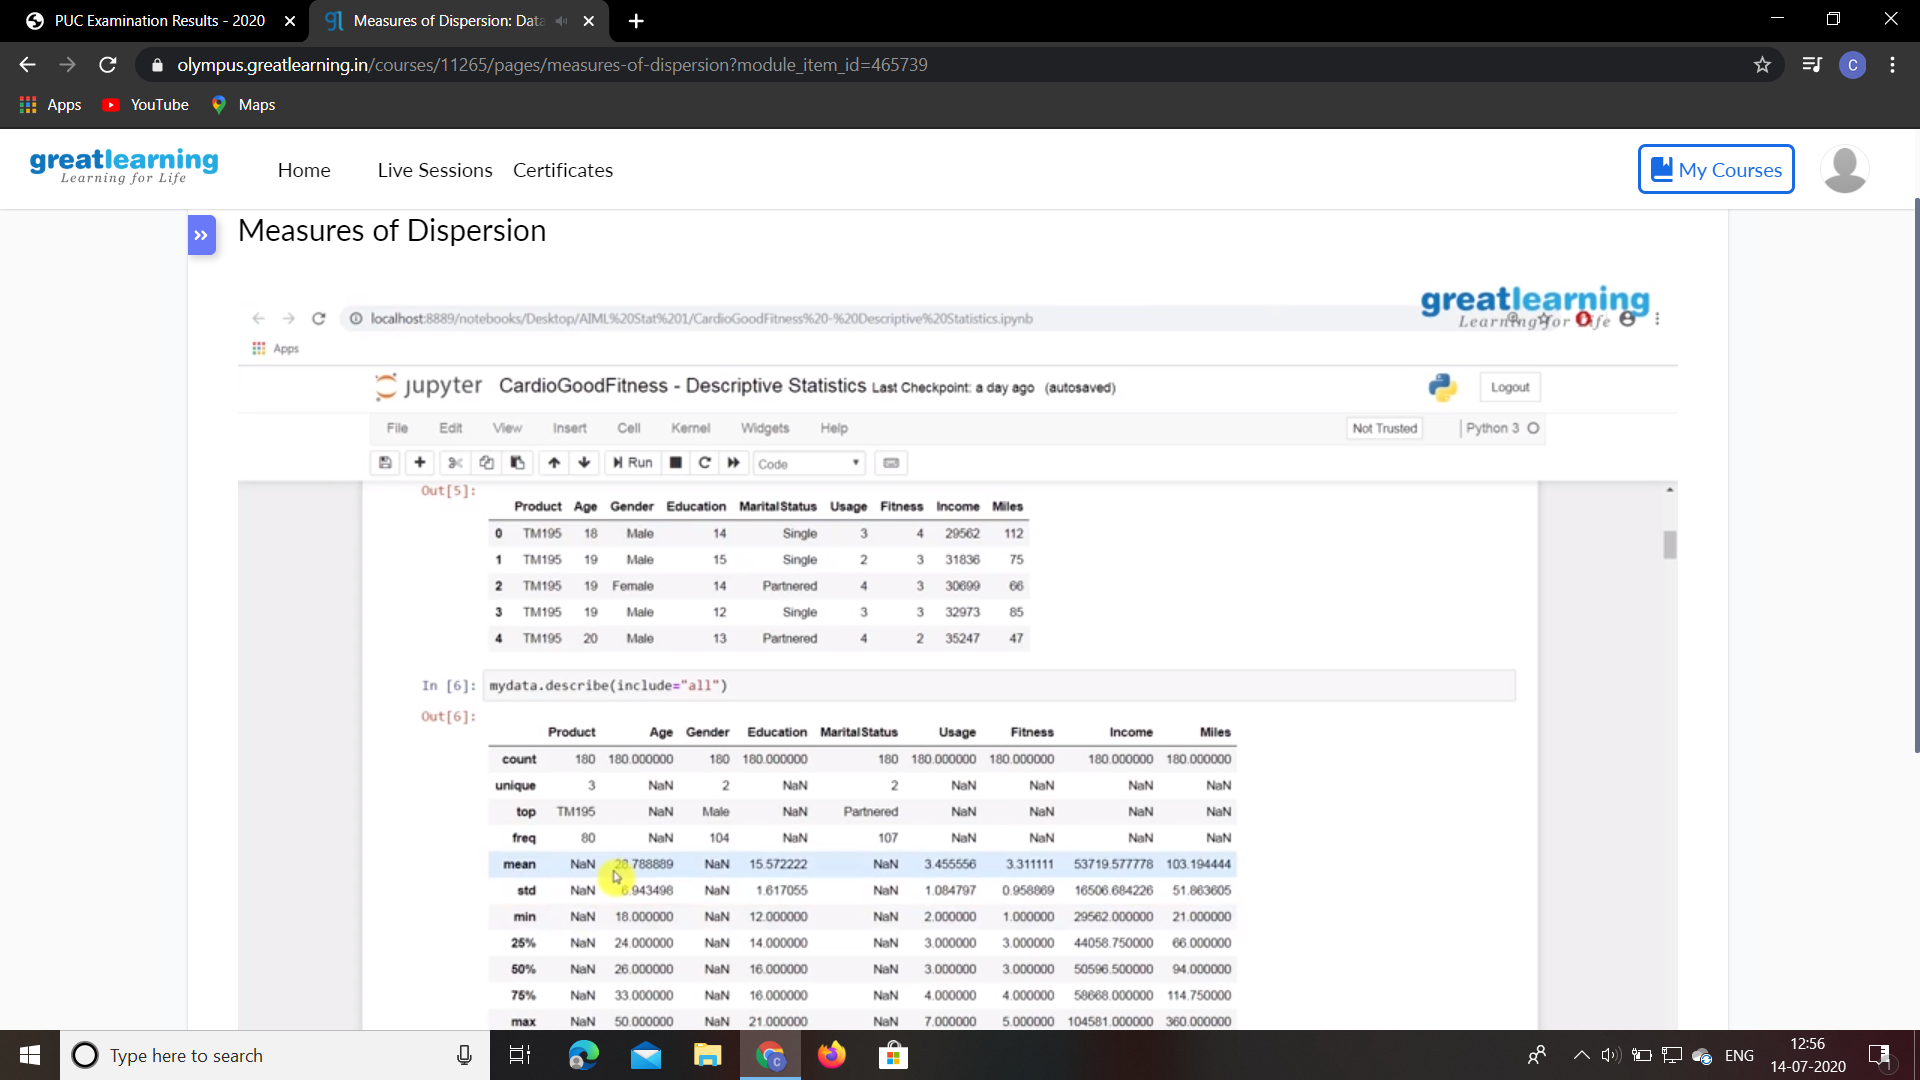 PUC Examination Results - 2020
Measures of Dispersion: Data
olympus.greatlearning.in/courses/11265/pages/measures-of-dispersion?module_item_id=465739
C
Apps YouTube Maps
greatlearning
Learning for Life
Home Live Sessions Certificates
My Courses
Measures of Dispersion
greatlearning
Learning for Life
localhost:8889/notebooks/Desktop/AIML%20Stat%201/CardioGoodFitness%20-%20Descriptive%20Statistics.ipynb
Apps
jupyter CardioGoodFitness - Descriptive Statistics Last Checkpoint: a day ago (autosaved)
Logout
File Edit View Insert Cell Kernel Widgets Help
Not Trusted Python 3
Run Code
Out[5]:
Product Age Gender Education MaritalStatus Usage Fitness Income Miles
0 TM195 18 Male 14 Single 3 4 29562 112
1 TM195 19 Male 15 Single 2 3 31836 75
2 TM195 19 Female 14 Partnered 4 3 30699 66
3 TM195 19 Male 12 Single 3 3 32973 85
4 TM195 20 Male 13 Partnered 4 2 35247 47
In [6]: mydata.describe(include="all")
Out[6]:
Product Age Gender Education MaritalStatus Usage Fitness Income Miles
count 180 180.000000 180 180.000000 180 180.000000 180.000000 180.000000 180.000000
unique 3 NaN 2 NaN 2 NaN NaN NaN NaN
top TM195 NaN Male NaN Partnered NaN NaN NaN NaN
freq 80 NaN 104 NaN 107 NaN NaN NaN NaN
mean NaN 28.788889 NaN 15.572222 NaN 3.455556 3.311111 53719.577778 103.194444
std NaN 6.943498 NaN 1.617055 NaN 1.084797 0.958869 16506.684226 51.863605
min NaN 18.000000 NaN 12.000000 NaN 2.000000 1.000000 29562.000000 21.000000
25% NaN 24.000000 NaN 14.000000 NaN 3.000000 3.000000 44058.750000 66.000000
50% NaN 26.000000 NaN 16.000000 NaN 3.000000 3.000000 50596.500000 94.000000
75% NaN 33.000000 NaN 16.000000 NaN 4.000000 4.000000 58668.000000 114.750000
max NaN 50.000000 NaN 21.000000 NaN 7.000000 5.000000 104581.000000 360.000000
Type here to search
ENG
12:56
14-07-2020
1